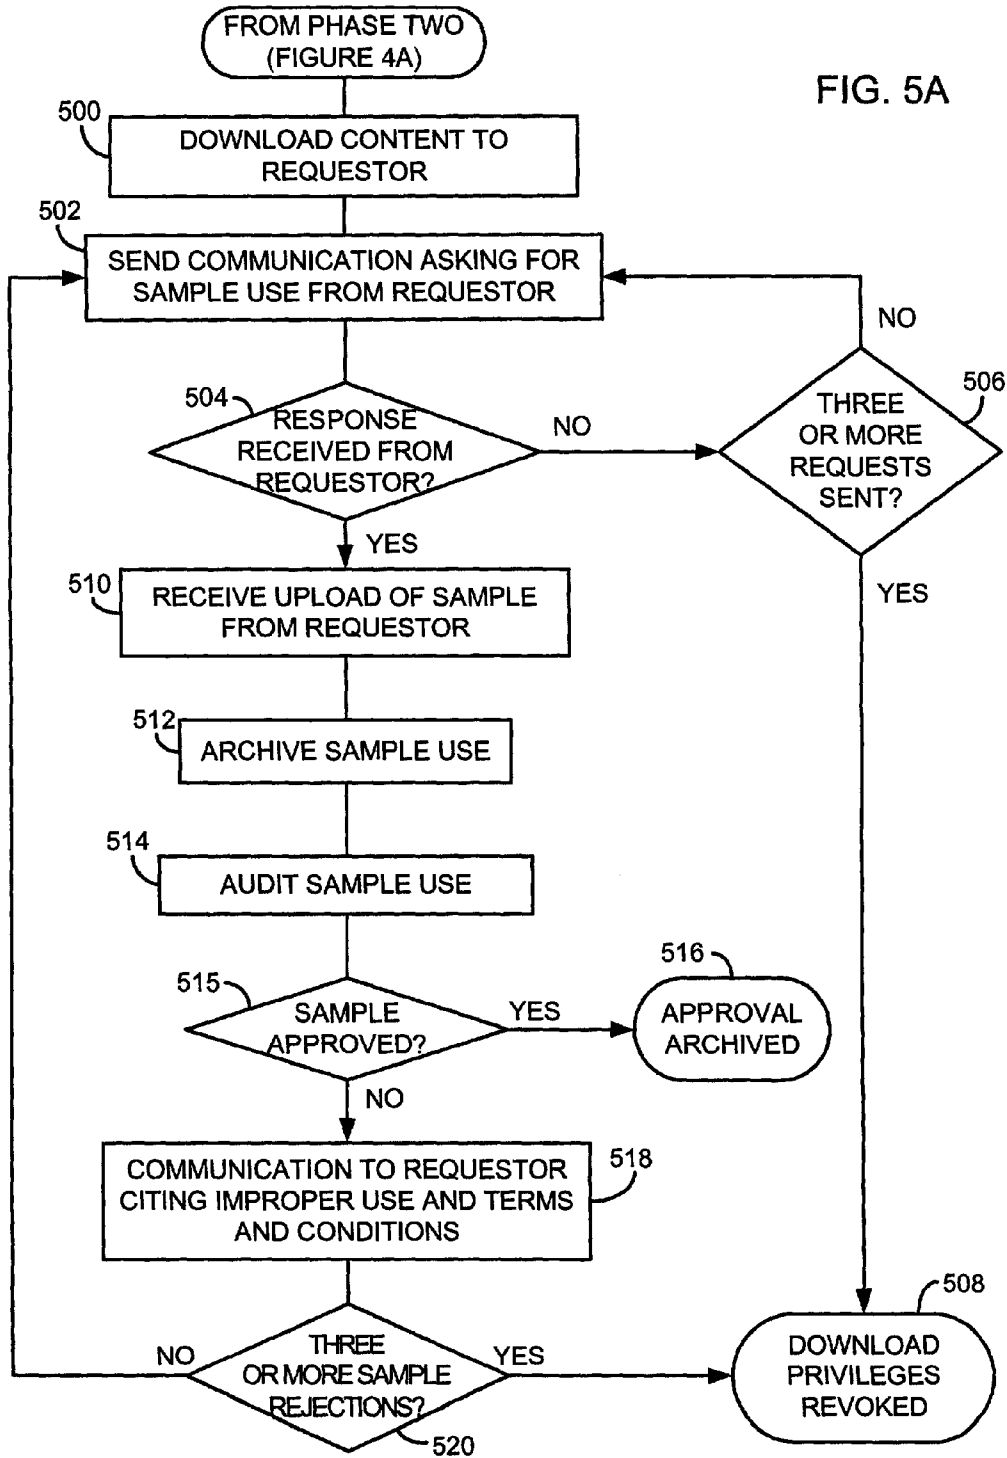 FROM PHASE TWO
(FIGURE 4A)
FIG. 5A
500
DOWNLOAD CONTENT TO
REQUESTOR
502
SEND COMMUNICATION ASKING FOR
SAMPLE USE FROM REQUESTOR
NO
504
RESPONSE
RECEIVED FROM
REQUESTOR?
NO
506
THREE
OR MORE
REQUESTS
SENT?
YES
YES
510
RECEIVE UPLOAD OF SAMPLE
FROM REQUESTOR
512
ARCHIVE SAMPLE USE
514
AUDIT SAMPLE USE
515
SAMPLE
APPROVED?
YES
516
APPROVAL
ARCHIVED
NO
518
COMMUNICATION TO REQUESTOR
CITING IMPROPER USE AND TERMS
AND CONDITIONS
NO
THREE
OR MORE SAMPLE
REJECTIONS?
YES
520
508
DOWNLOAD
PRIVILEGES
REVOKED